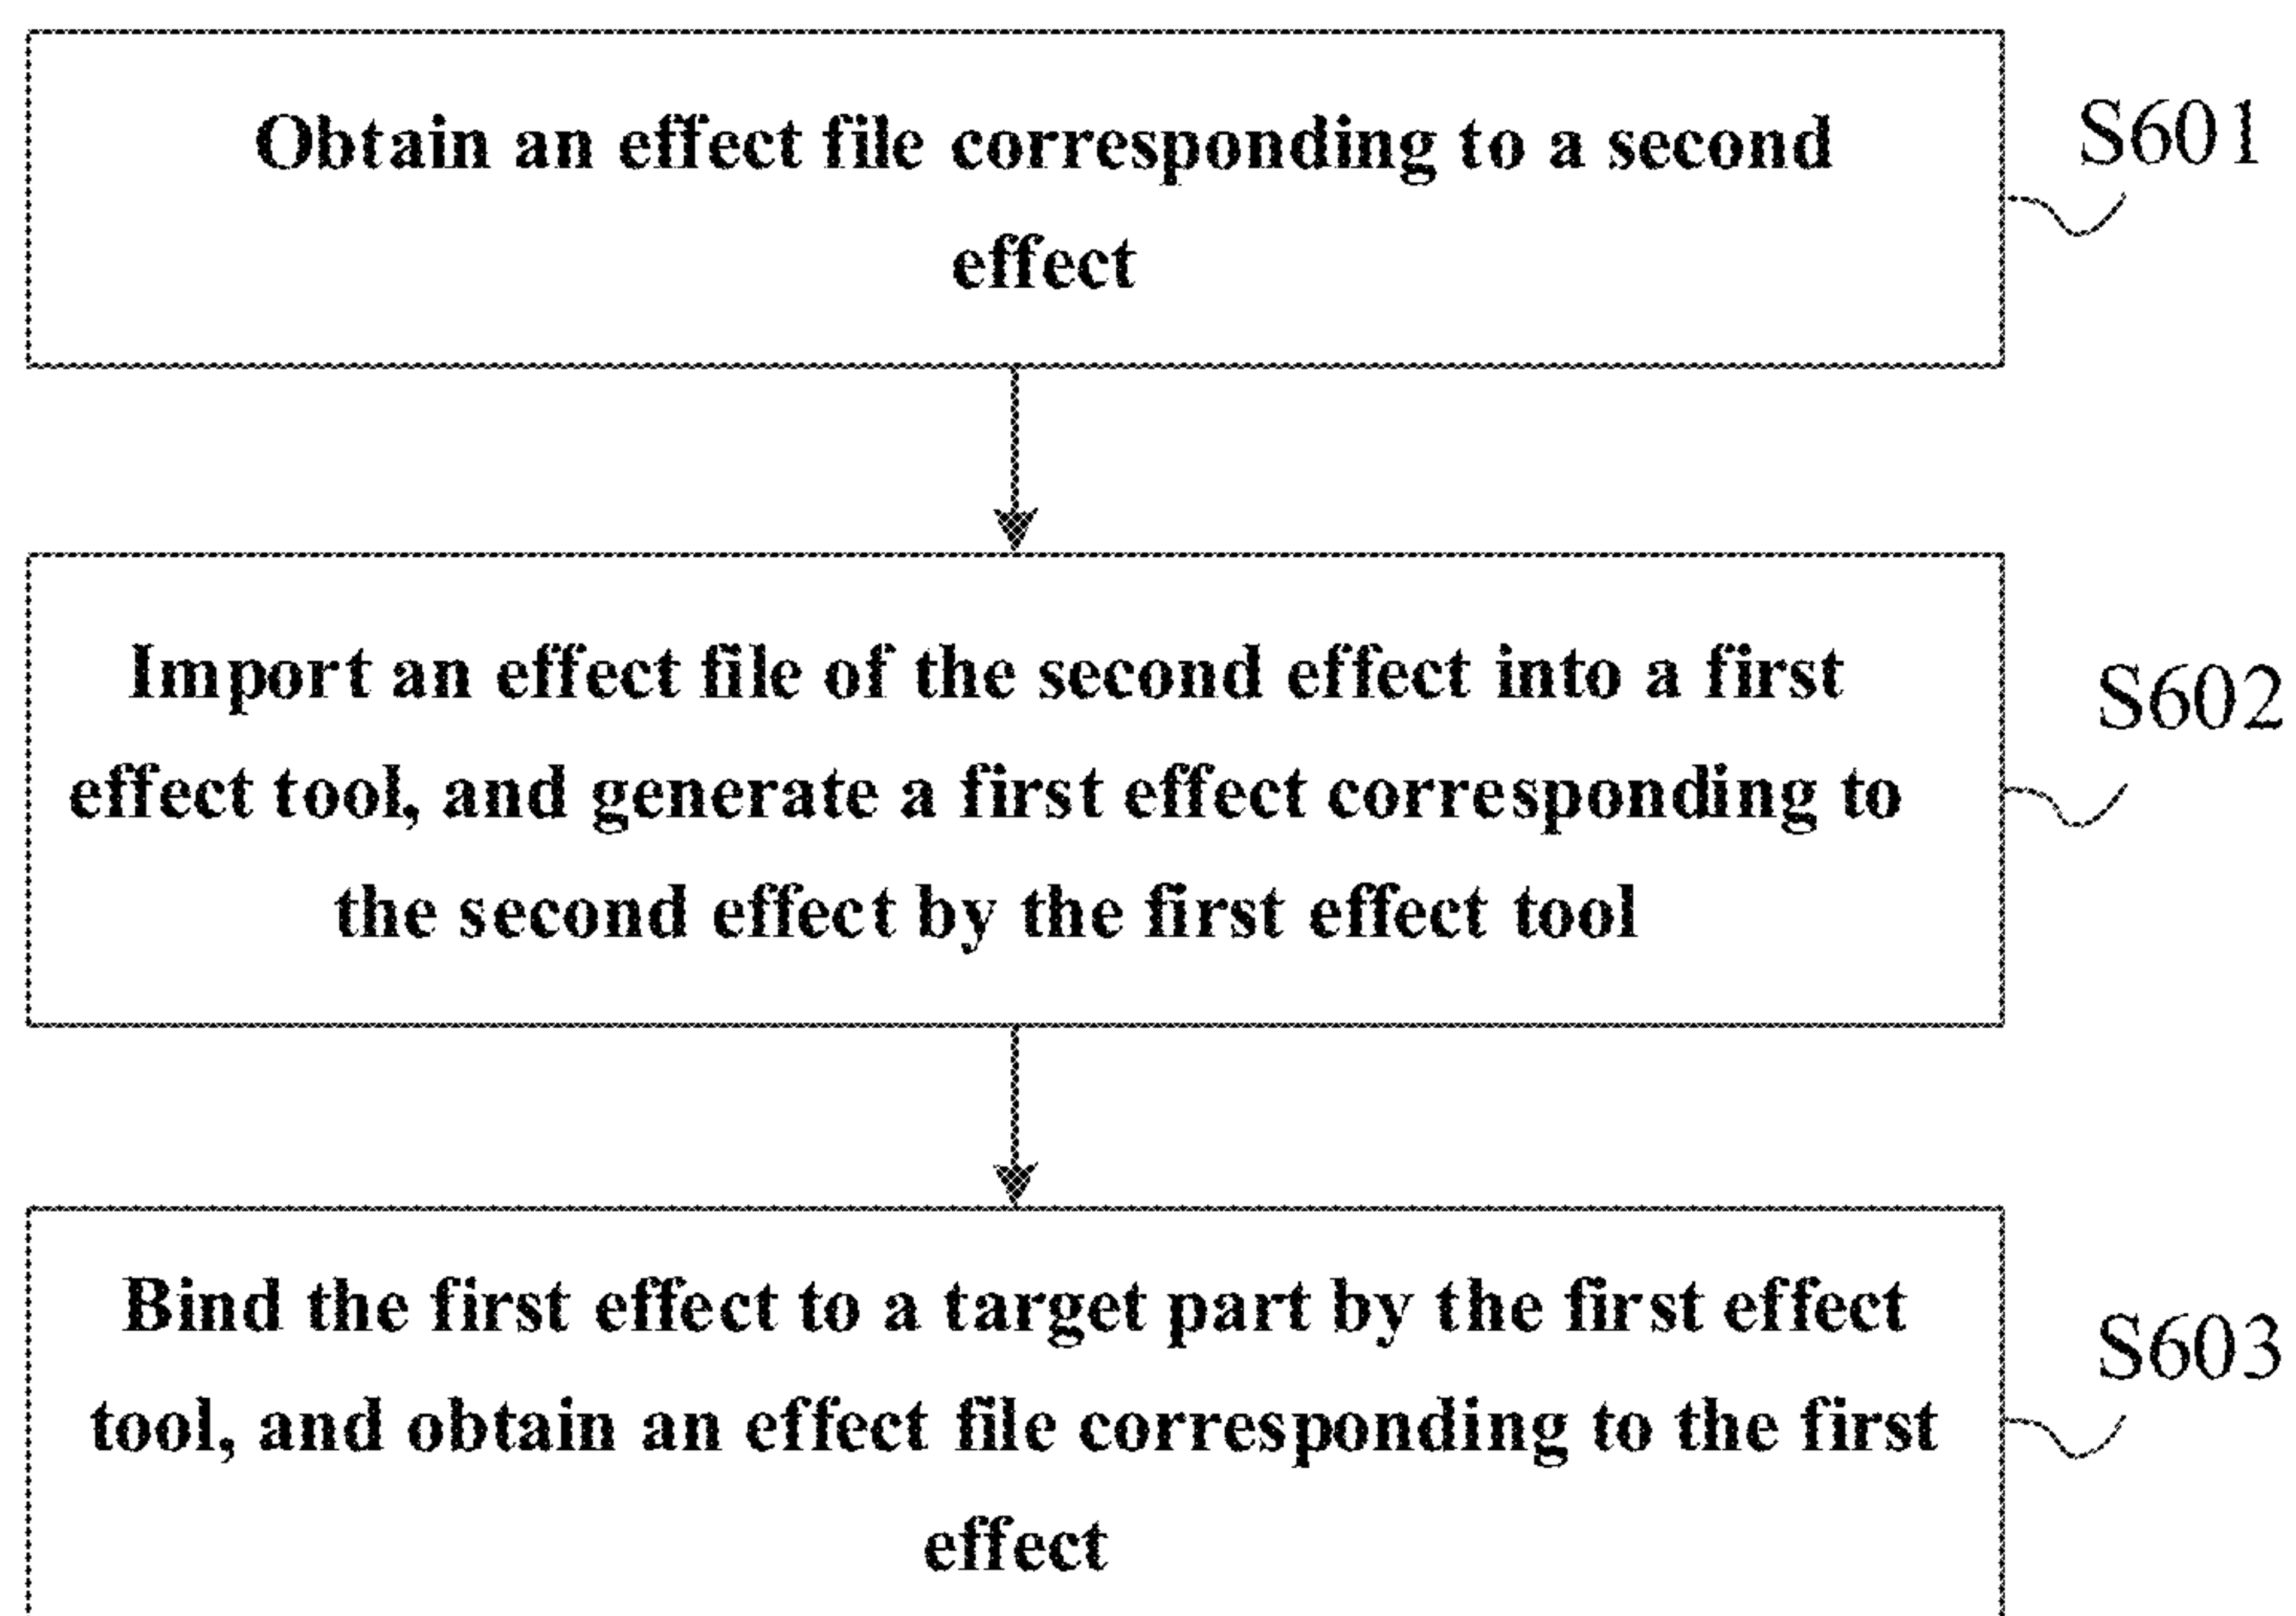 Obtain an effect file corresponding to a second
effect
S601
Import an effect file of the second effect into a first
effect tool, and generate a first effect corresponding to
the second effect by the first effect tool
S602
Bind the first effect to a target part by the first effect
tool, and obtain an effect file corresponding to the first
effect
S603